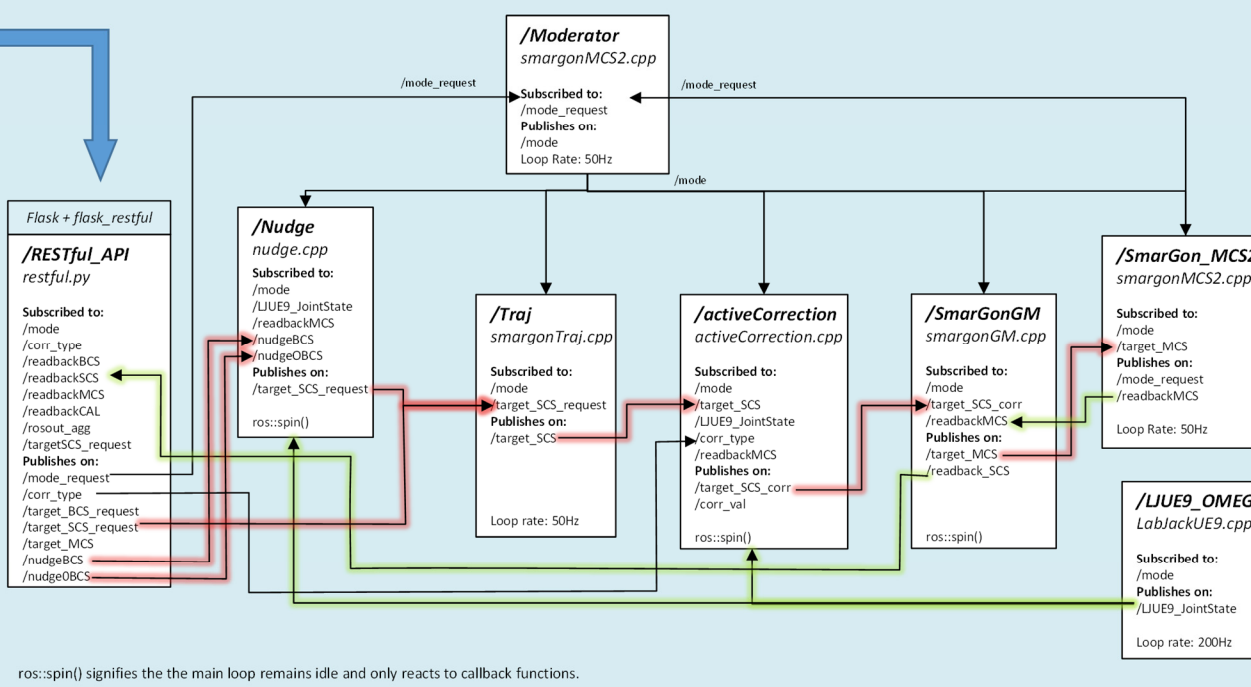 /Moderator
smargonMCS2.cpp
Subscribed to:
/mode_request
Publishes on:
/mode
Loop Rate: 50Hz
/mode_request
/mode_request
/mode
Flask + flask_restful
/RESTful_API
restful.py
Subscribed to:
/mode
/corr_type
/readbackBCS
/readbackSCS
/readbackMCS
/readbackCAL
/rosout_agg
/targetSCS_request
Publishes on:
/mode_request
/corr_type
/target_BCS_request
/target_SCS_request
/target_MCS
/nudgeBCS
/nudgeOBCS
/Nudge
nudge.cpp
Subscribed to:
/mode
/LJUE9_JointState
/readbackMCS
/nudgeBCS
/nudgeOBCS
Publishes on:
/target_SCS_request
ros::spin()
/Traj
smargonTraj.cpp
Subscribed to:
/mode
/target_SCS_request
Publishes on:
/target_SCS
Loop rate: 50Hz
/activeCorrection
activeCorrection.cpp
Subscribed to:
/mode
/target_SCS
/LJUE9_JointState
/corr_type
/readbackMCS
Publishes on:
/target_SCS_corr
/corr_val
ros::spin()
/SmarGonGM
smargonGM.cpp
Subscribed to:
/mode
/target_SCS_corr
/readbackMCS
Publishes on:
/target_MCS
/readback_SCS
ros::spin()
/SmarGon_MCS2
smargonMCS2.cpp
Subscribed to:
/mode
/target_MCS
Publishes on:
/mode_request
/readbackMCS
Loop Rate: 50Hz
/LJUE9_OMEG
LabJackUE9.cpp
Subscribed to:
/mode
Publishes on:
/LJUE9_JointState
Loop rate: 200Hz
ros::spin() signifies the the main loop remains idle and only reacts to callback functions.